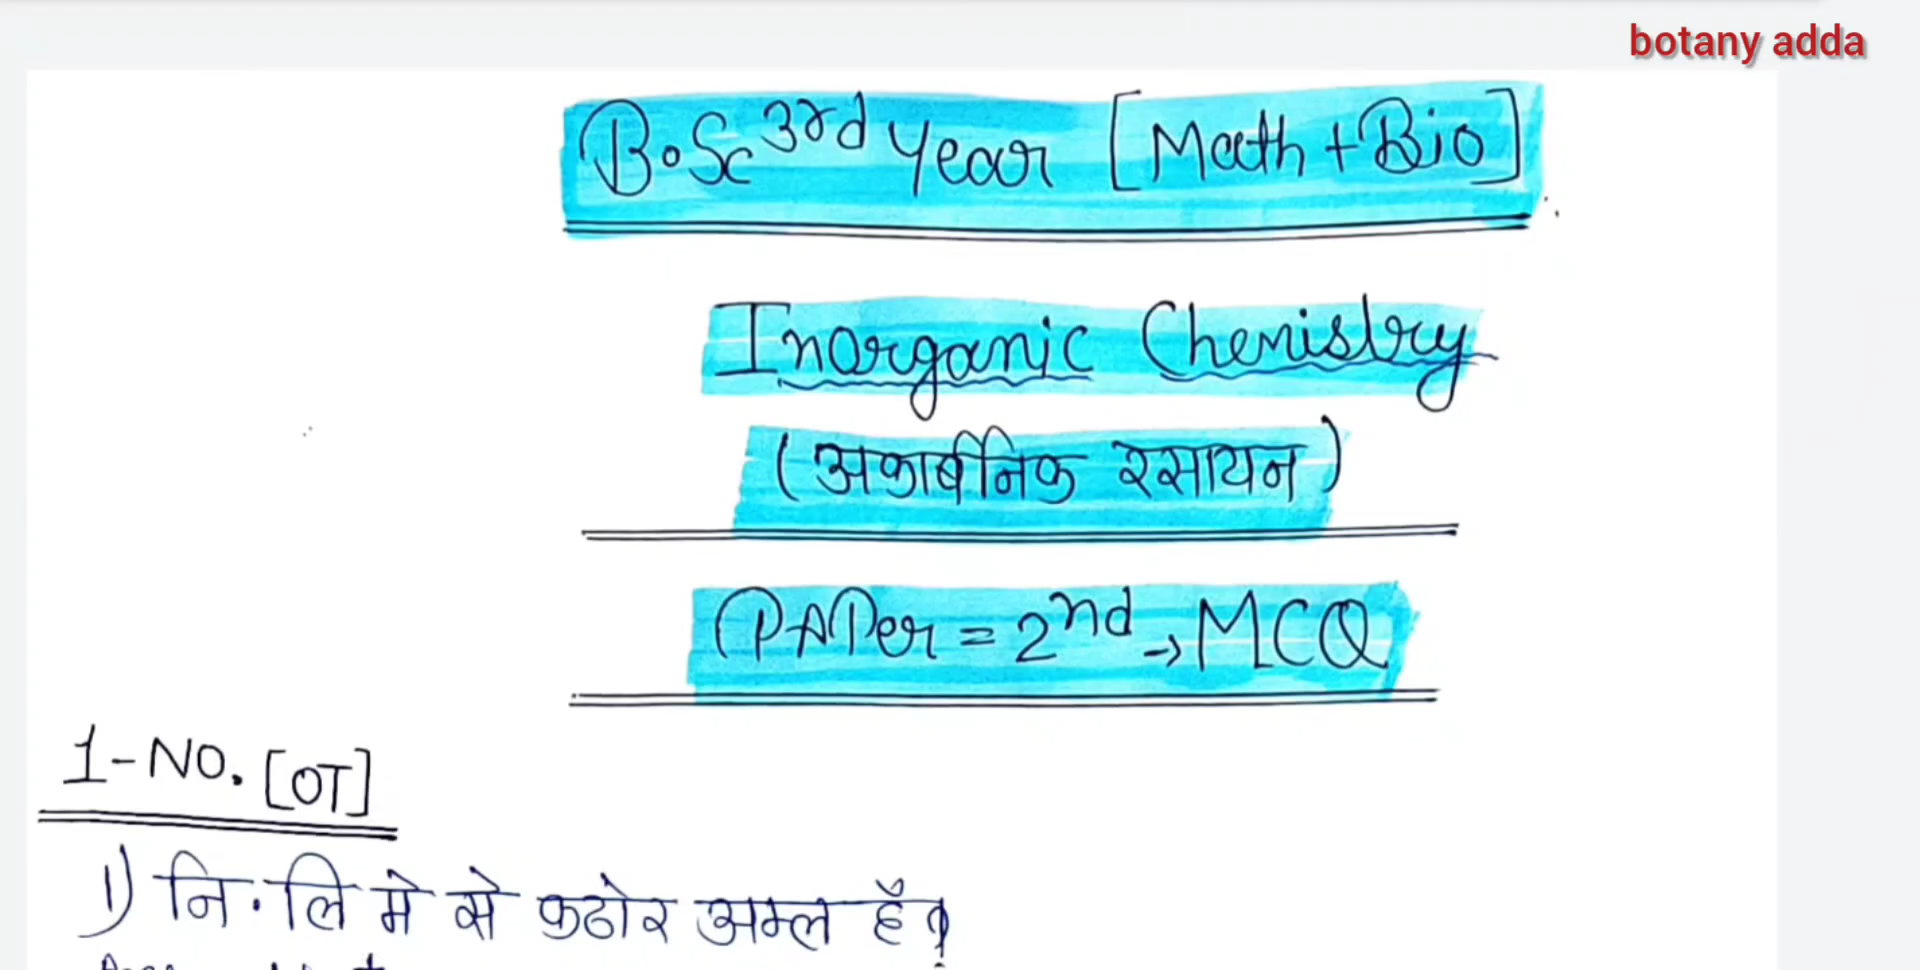 botany adda
B.Sc 3rd Year [Math + Bio]
Inorganic Chemistry
(अकार्बनिक रसायन)
PAPer = 2nd → MCQ
1-No. [OT]
1) नि.लि मे से कठोर अम्ल है?